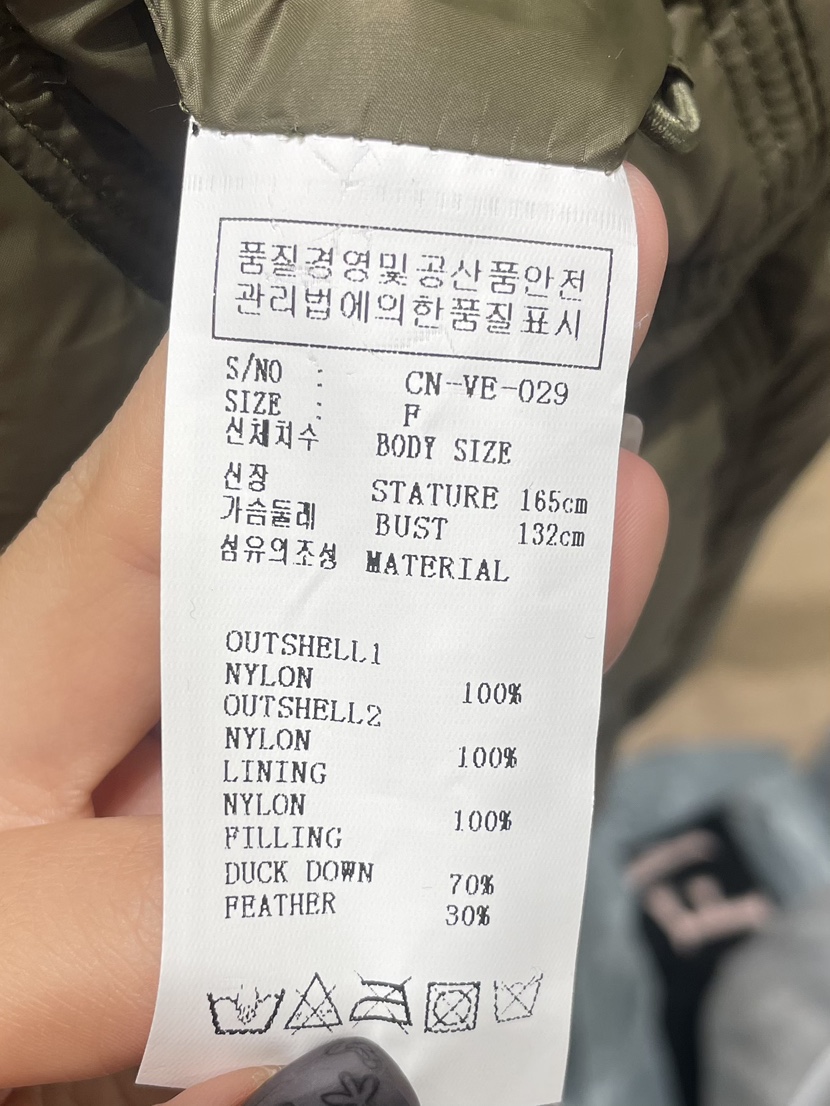 품질경영및공산품안전
관리법에의한품질표시
S/NO : CN-VE-029
SIZE : F
신체치수 BODY SIZE
신장 STATURE 165cm
가슴둘레 BUST 132cm
섬유의조성 MATERIAL
OUTSHELL1
NYLON 100%
OUTSHELL2
NYLON 100%
LINING
NYLON 100%
FILLING
DUCK DOWN 70%
FEATHER 30%